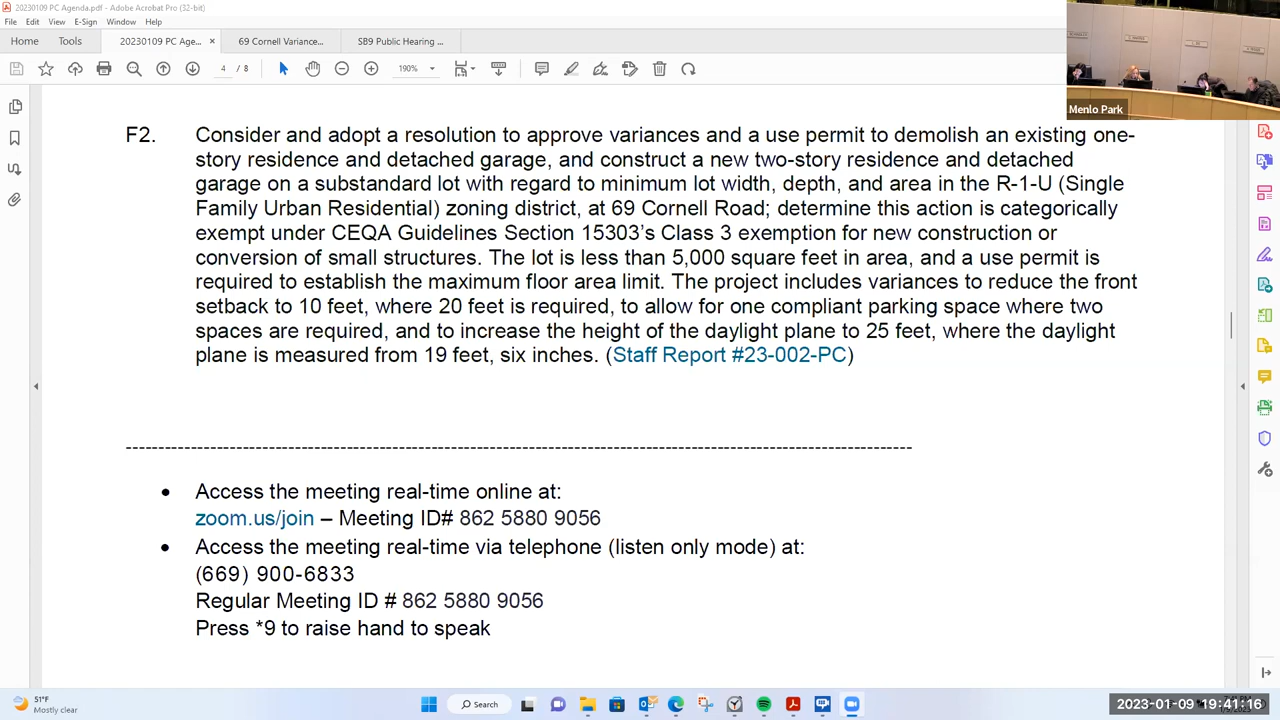 20230109 PC Agenda.pdf - Adobe Acrobat Pro (32-bit)
File Edit View E-Sign Window Help
Home Tools 20230109 PC Age... × 69 Cornell Variance... SB9 Public Hearing ...
4 / 8 190%
Menlo Park
F2. Consider and adopt a resolution to approve variances and a use permit to demolish an existing one-
story residence and detached garage, and construct a new two-story residence and detached
garage on a substandard lot with regard to minimum lot width, depth, and area in the R-1-U (Single
Family Urban Residential) zoning district, at 69 Cornell Road; determine this action is categorically
exempt under CEQA Guidelines Section 15303’s Class 3 exemption for new construction or
conversion of small structures. The lot is less than 5,000 square feet in area, and a use permit is
required to establish the maximum floor area limit. The project includes variances to reduce the front
setback to 10 feet, where 20 feet is required, to allow for one compliant parking space where two
spaces are required, and to increase the height of the daylight plane to 25 feet, where the daylight
plane is measured from 19 feet, six inches. (Staff Report #23-002-PC)
--------------------------------------------------------------------------------------------------------------
• Access the meeting real-time online at:
zoom.us/join – Meeting ID# 862 5880 9056
• Access the meeting real-time via telephone (listen only mode) at:
(669) 900-6833
Regular Meeting ID # 862 5880 9056
Press *9 to raise hand to speak
51°F
Mostly clear
Search
2023-01-09 19:41:16